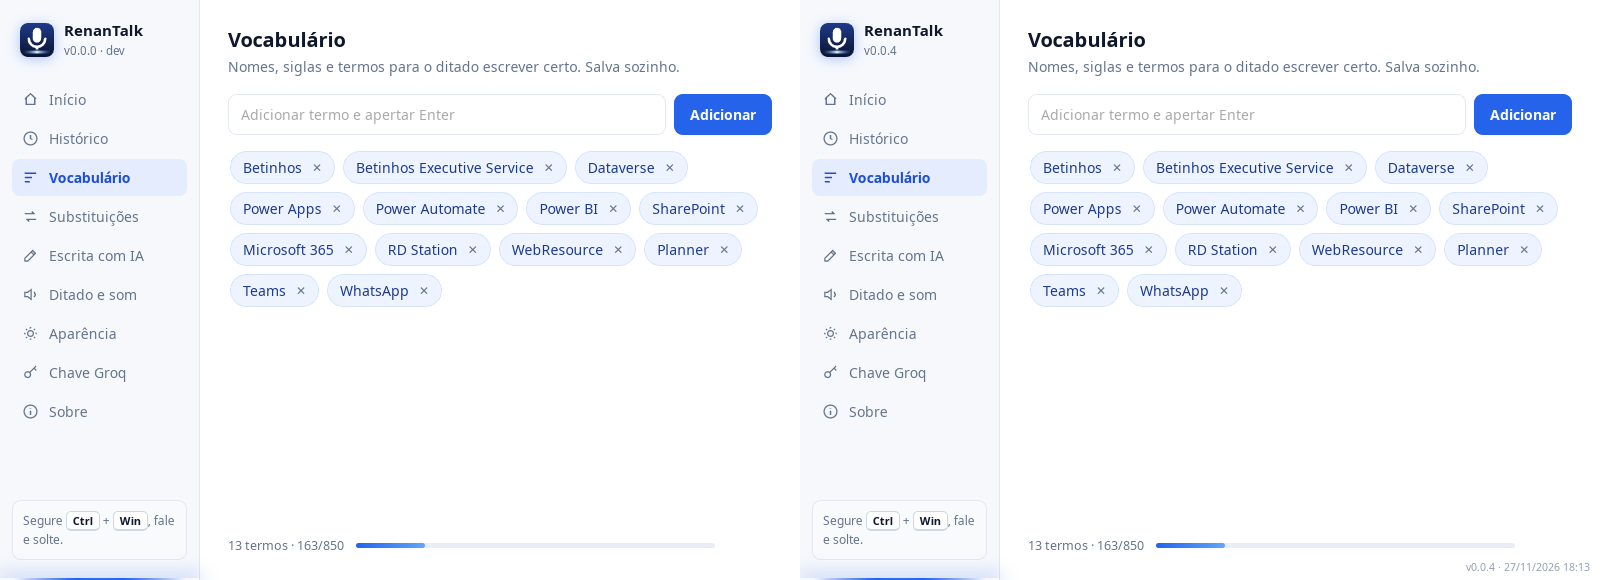 RenanTalk
v0.0.0 · dev
Início
Histórico
Vocabulário
Substituições
Escrita com IA
Ditado e som
Aparência
Chave Groq
Sobre
Segure Ctrl + Win, fale
e solte.
Vocabulário
Nomes, siglas e termos para o ditado escrever certo. Salva sozinho.
Adicionar termo e apertar Enter Adicionar
Betinhos × Betinhos Executive Service × Dataverse ×
Power Apps × Power Automate × Power BI × SharePoint ×
Microsoft 365 × RD Station × WebResource × Planner ×
Teams × WhatsApp ×
13 termos · 163/850
RenanTalk
v0.0.4
Início
Histórico
Vocabulário
Substituições
Escrita com IA
Ditado e som
Aparência
Chave Groq
Sobre
Segure Ctrl + Win, fale
e solte.
Vocabulário
Nomes, siglas e termos para o ditado escrever certo. Salva sozinho.
Adicionar termo e apertar Enter Adicionar
Betinhos × Betinhos Executive Service × Dataverse ×
Power Apps × Power Automate × Power BI × SharePoint ×
Microsoft 365 × RD Station × WebResource × Planner ×
Teams × WhatsApp ×
13 termos · 163/850
v0.0.4 · 27/11/2026 18:13